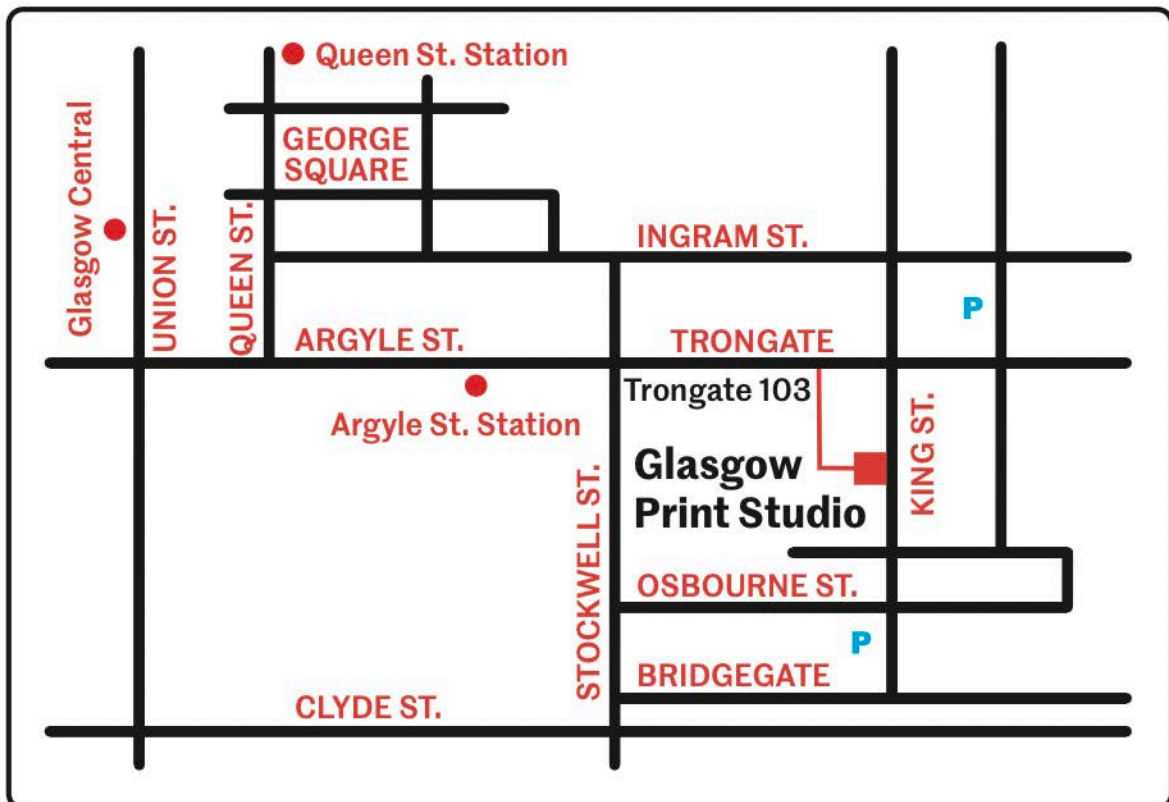 Queen St. Station
Glasgow Central
GEORGE
SQUARE
UNION ST.
QUEEN ST.
INGRAM ST.
P
ARGYLE ST.
TRONGATE
Trongate 103
Argyle St. Station
Glasgow
Print Studio
KING ST.
STOCKWELL ST.
OSBOURNE ST.
P
BRIDGEGATE
CLYDE ST.